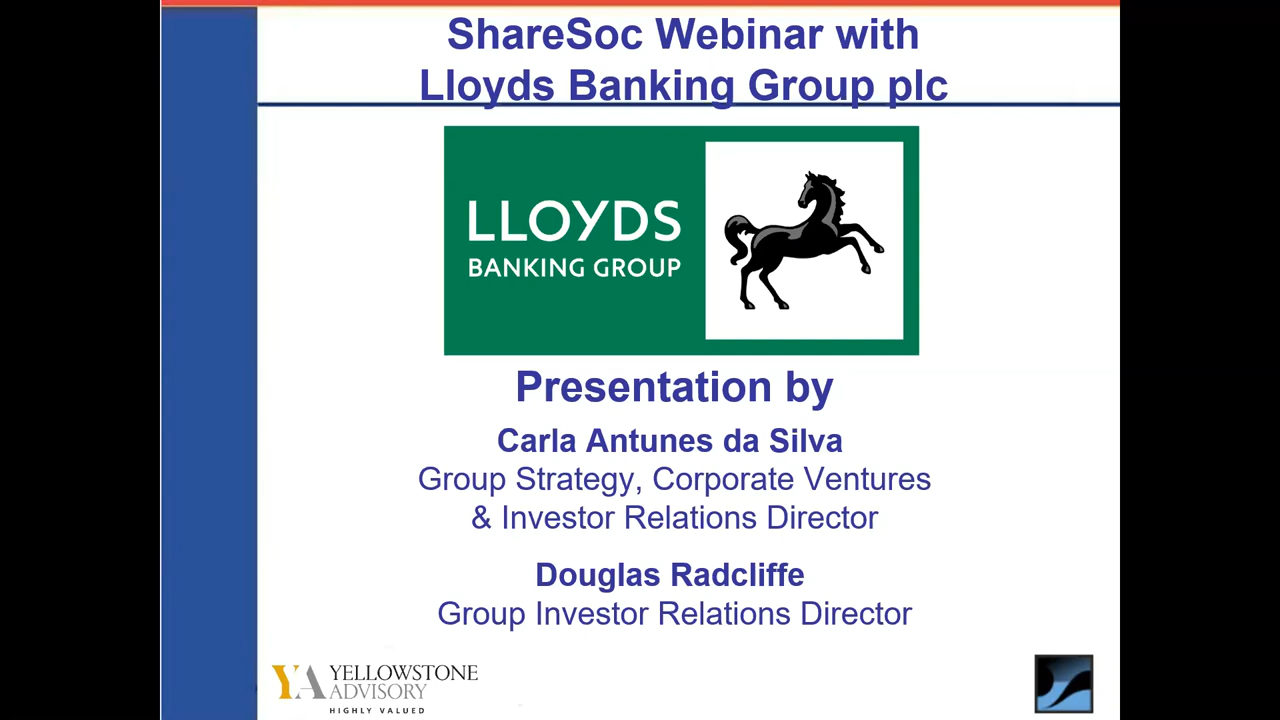 ShareSoc Webinar with
Lloyds Banking Group plc
LLOYDS
BANKING GROUP
Presentation by
Carla Antunes da Silva
Group Strategy, Corporate Ventures
& Investor Relations Director
Douglas Radcliffe
Group Investor Relations Director
YA YELLOWSTONE
ADVISORY
HIGHLY VALUED